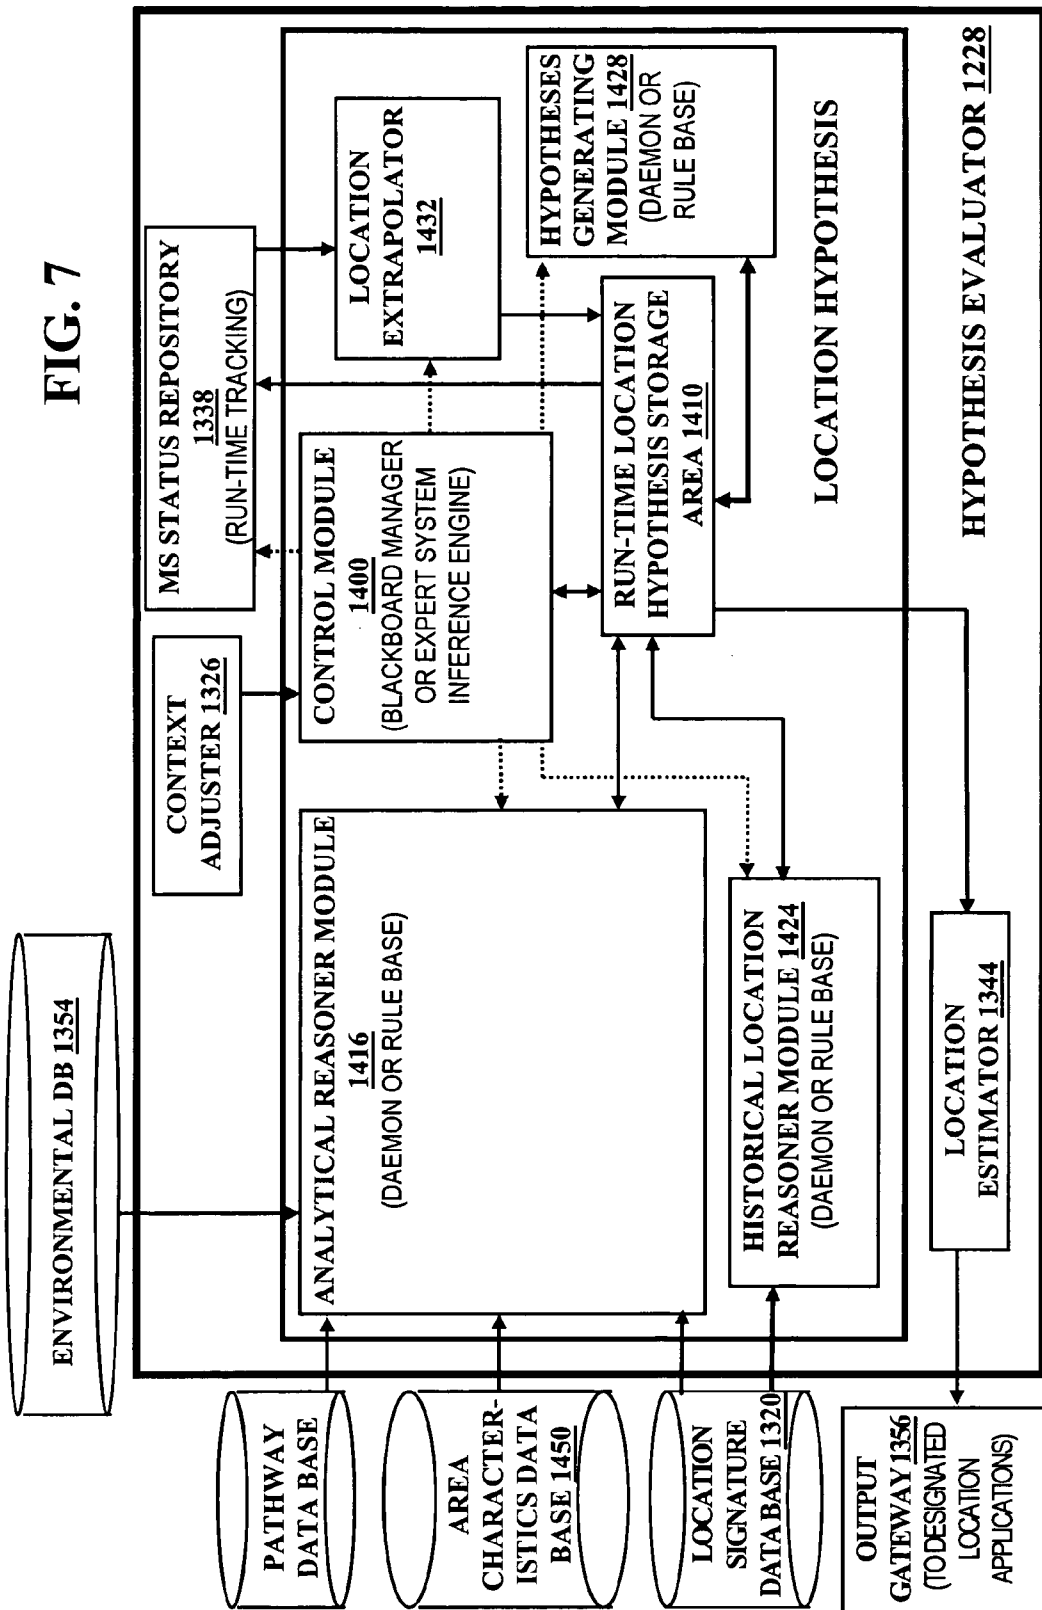 FIG. 7
ENVIRONMENTAL DB 1354
CONTEXT
ADJUSTER 1326
MS STATUS REPOSITORY
1338
(RUN-TIME TRACKING)
PATHWAY
DATA BASE
ANALYTICAL REASONER MODULE
1416
(DAEMON OR RULE BASE)
CONTROL MODULE
1400
(BLACKBOARD MANAGER
OR EXPERT SYSTEM
INFERENCE ENGINE)
LOCATION
EXTRAPOLATOR
1432
AREA
CHARACTER-
ISTICS DATA
BASE 1450
HYPOTHESES
GENERATING
MODULE 1428
(DAEMON OR
RULE BASE)
RUN-TIME LOCATION
HYPOTHESIS STORAGE
AREA 1410
LOCATION
SIGNATURE
DATA BASE 1320
HISTORICAL LOCATION
REASONER MODULE 1424
(DAEMON OR RULE BASE)
LOCATION HYPOTHESIS
OUTPUT
GATEWAY 1356
(TO DESIGNATED
LOCATION
APPLICATIONS)
LOCATION
ESTIMATOR 1344
HYPOTHESIS EVALUATOR 1228